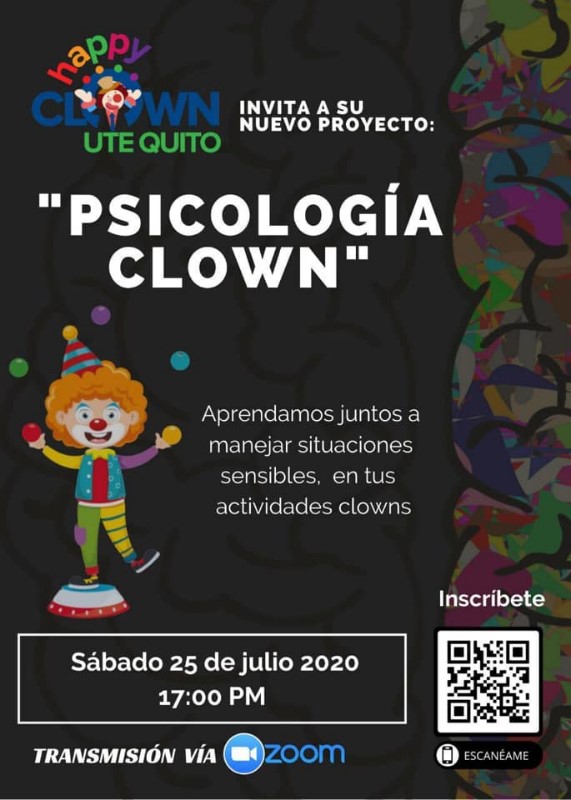 happy
CLOWN
UTE QUITO
INVITA A SU
NUEVO PROYECTO:
"PSICOLOGÍA
CLOWN"
Aprendamos juntos a
manejar situaciones
sensibles, en tus
actividades clowns
Inscríbete
Sábado 25 de julio 2020
17:00 PM
ESCANÉAME
TRANSMISIÓN VÍA zoom